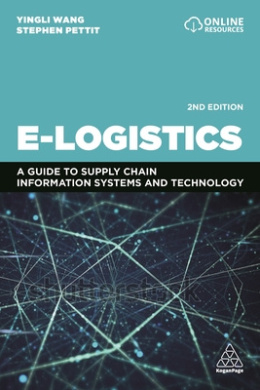 YINGLI WANG
STEPHEN PETTIT
ONLINE
RESOURCES
2ND EDITION
E-LOGISTICS
A GUIDE TO SUPPLY CHAIN
INFORMATION SYSTEMS AND TECHNOLOGY
KoganPage